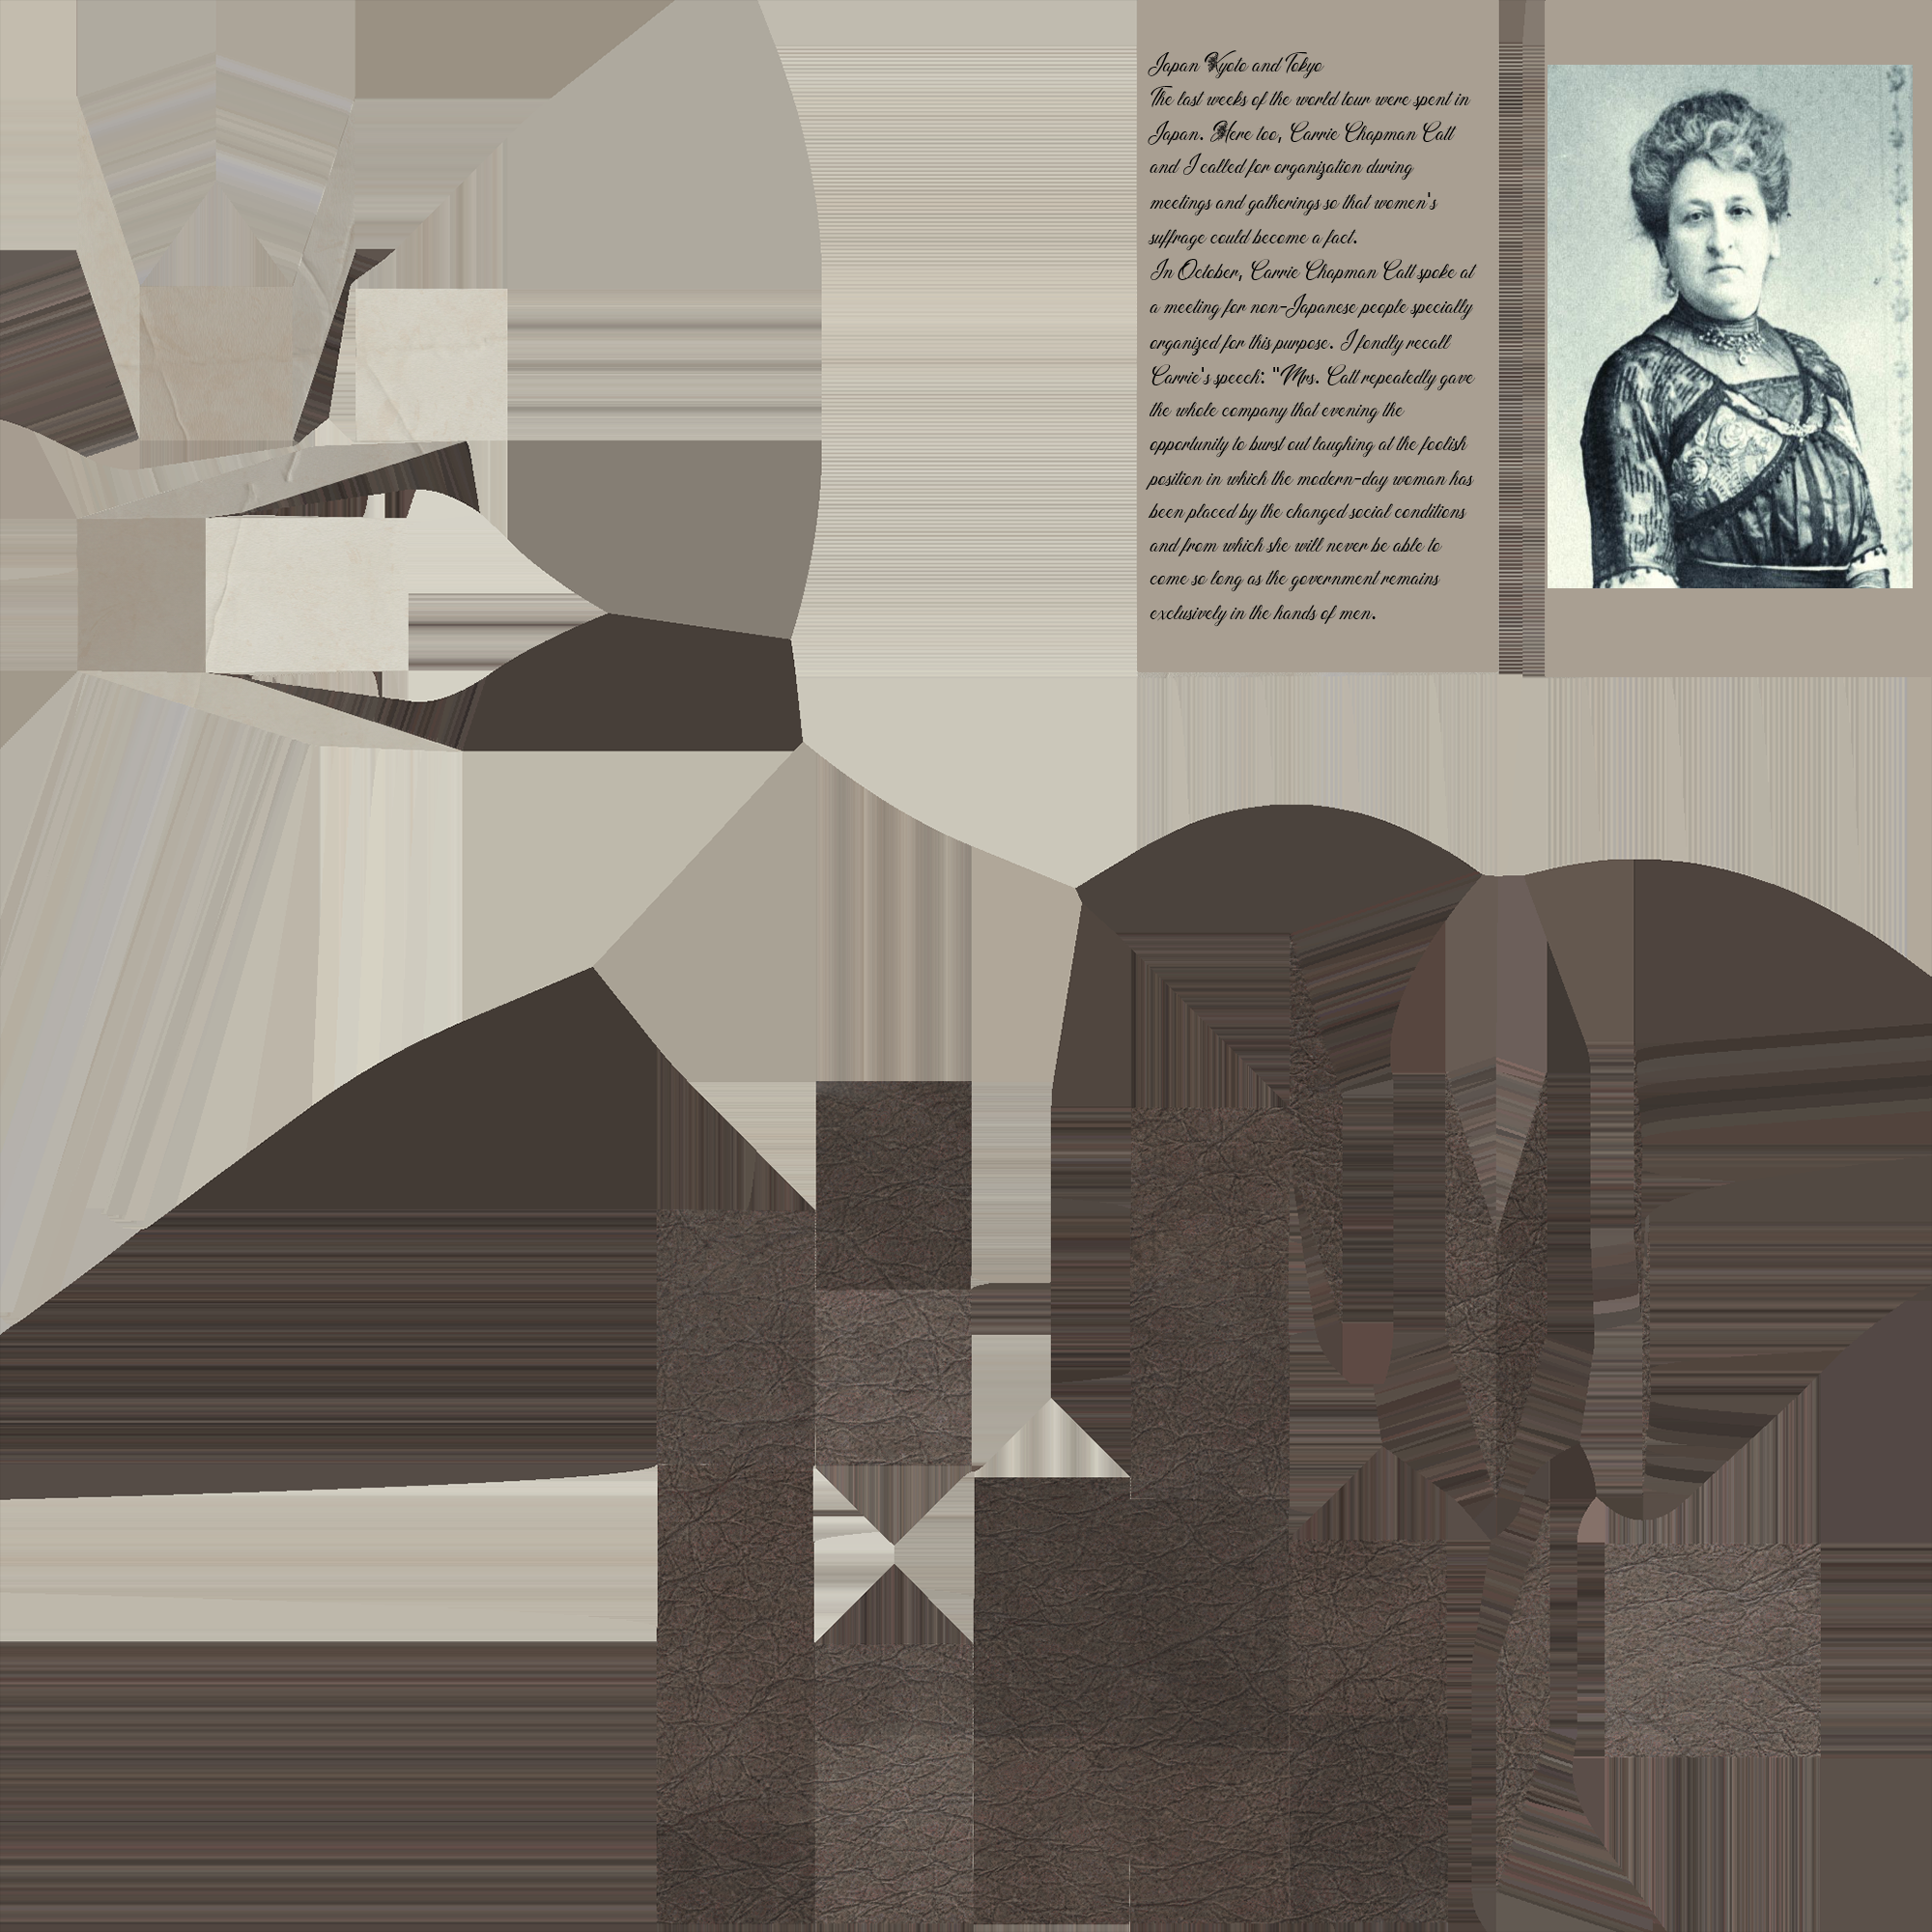 Japan Kyoto and Tokyo
The last weeks of the world tour were spent in
Japan. Here too, Carrie Chapman Catt
and I called for organisation during
meetings and gatherings so that women's
suffrage could become a fact.
In October, Carrie Chapman Catt spoke at
a meeting for non-Japanese people specially
organized for this purpose. I fondly recall
Carrie's speech: "Mrs. Catt repeatedly gave
the whole company that evening the
opportunity to burst out laughing at the foolish
position in which the modern-day woman has
been placed by the changed social conditions
and from which she will never be able to
come so long as the government remains
exclusively in the hands of men.